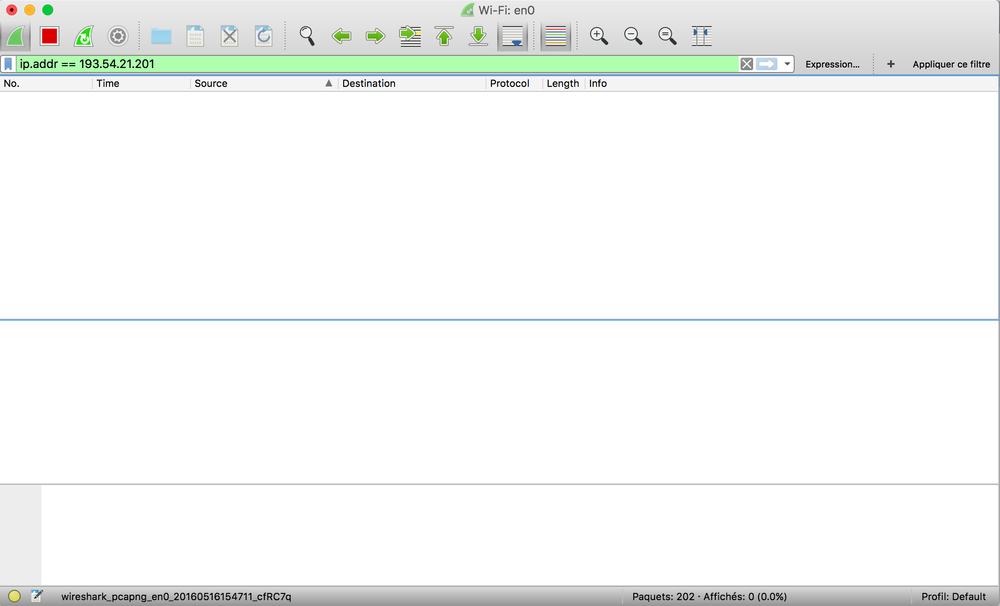 Wi-Fi: en0
ip.addr == 193.54.21.201 Expression... + Appliquer ce filtre
No. Time Source Destination Protocol Length Info
wireshark_pcapng_en0_20160516154711_cfRC7q Paquets: 202 · Affichés: 0 (0.0%) Profil: Default